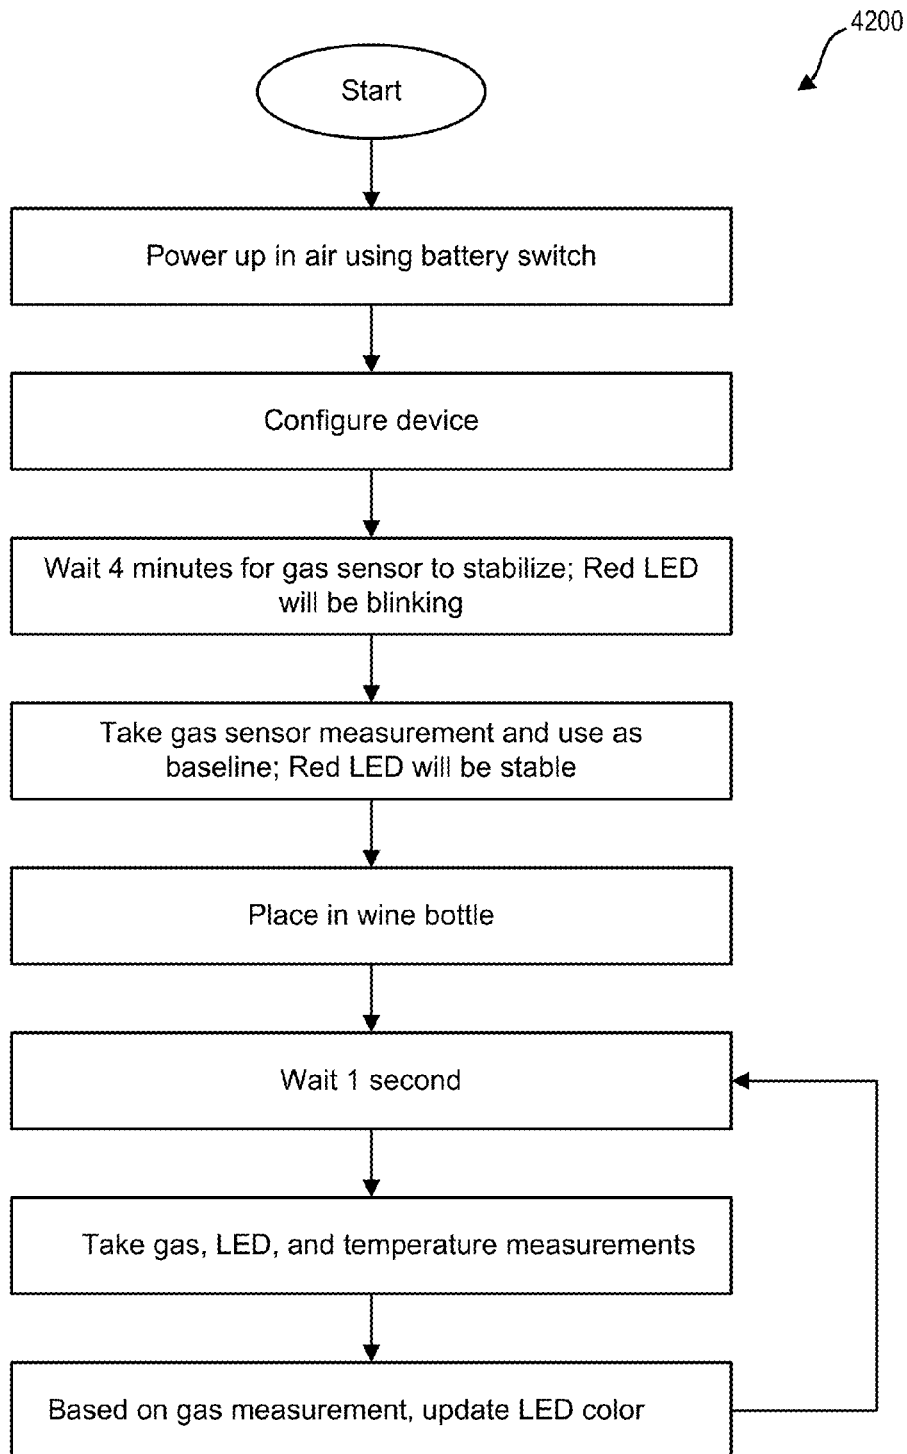 4200
Start
Power up in air using battery switch
Configure device
Wait 4 minutes for gas sensor to stabilize; Red LED
will be blinking
Take gas sensor measurement and use as
baseline; Red LED will be stable
Place in wine bottle
Wait 1 second
Take gas, LED, and temperature measurements
Based on gas measurement, update LED color